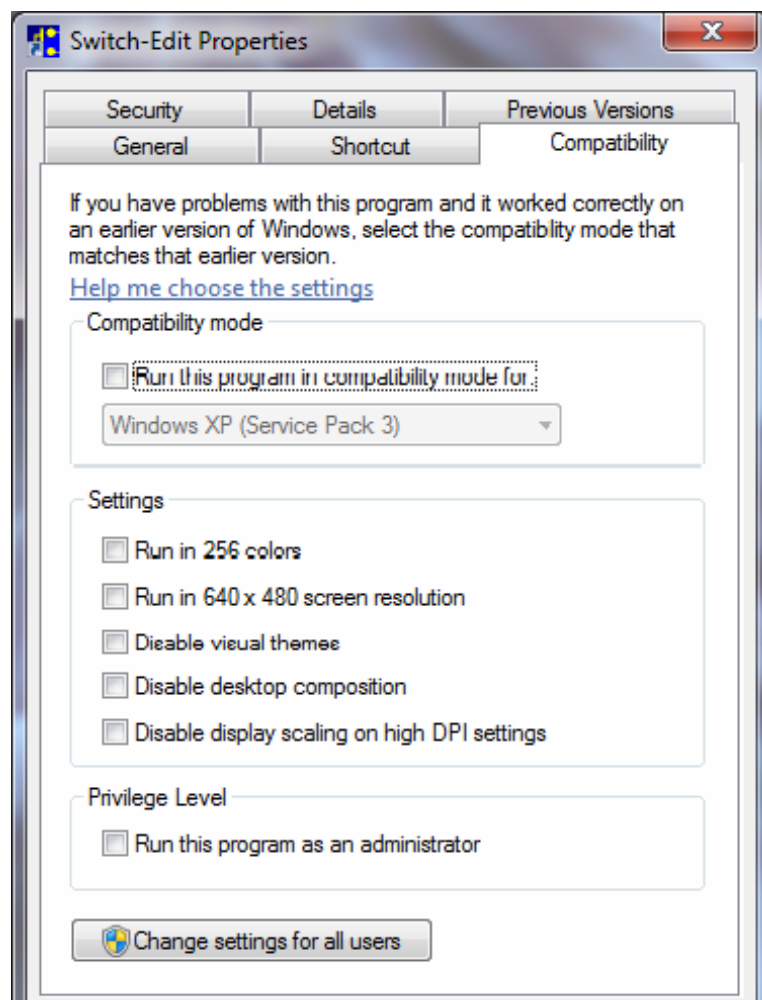 Switch-Edit Properties
Security Details Previous Versions
General Shortcut Compatibility
If you have problems with this program and it worked correctly on
an earlier version of Windows, select the compatiblity mode that
matches that earlier version.
Help me choose the settings
Compatibility mode
Run this program in compatibility mode for:
Windows XP (Service Pack 3)
Settings
Run in 256 colors
Run in 640 x 480 screen resolution
Disable visual themes
Disable desktop composition
Disable display scaling on high DPI settings
Privilege Level
Run this program as an administrator
Change settings for all users